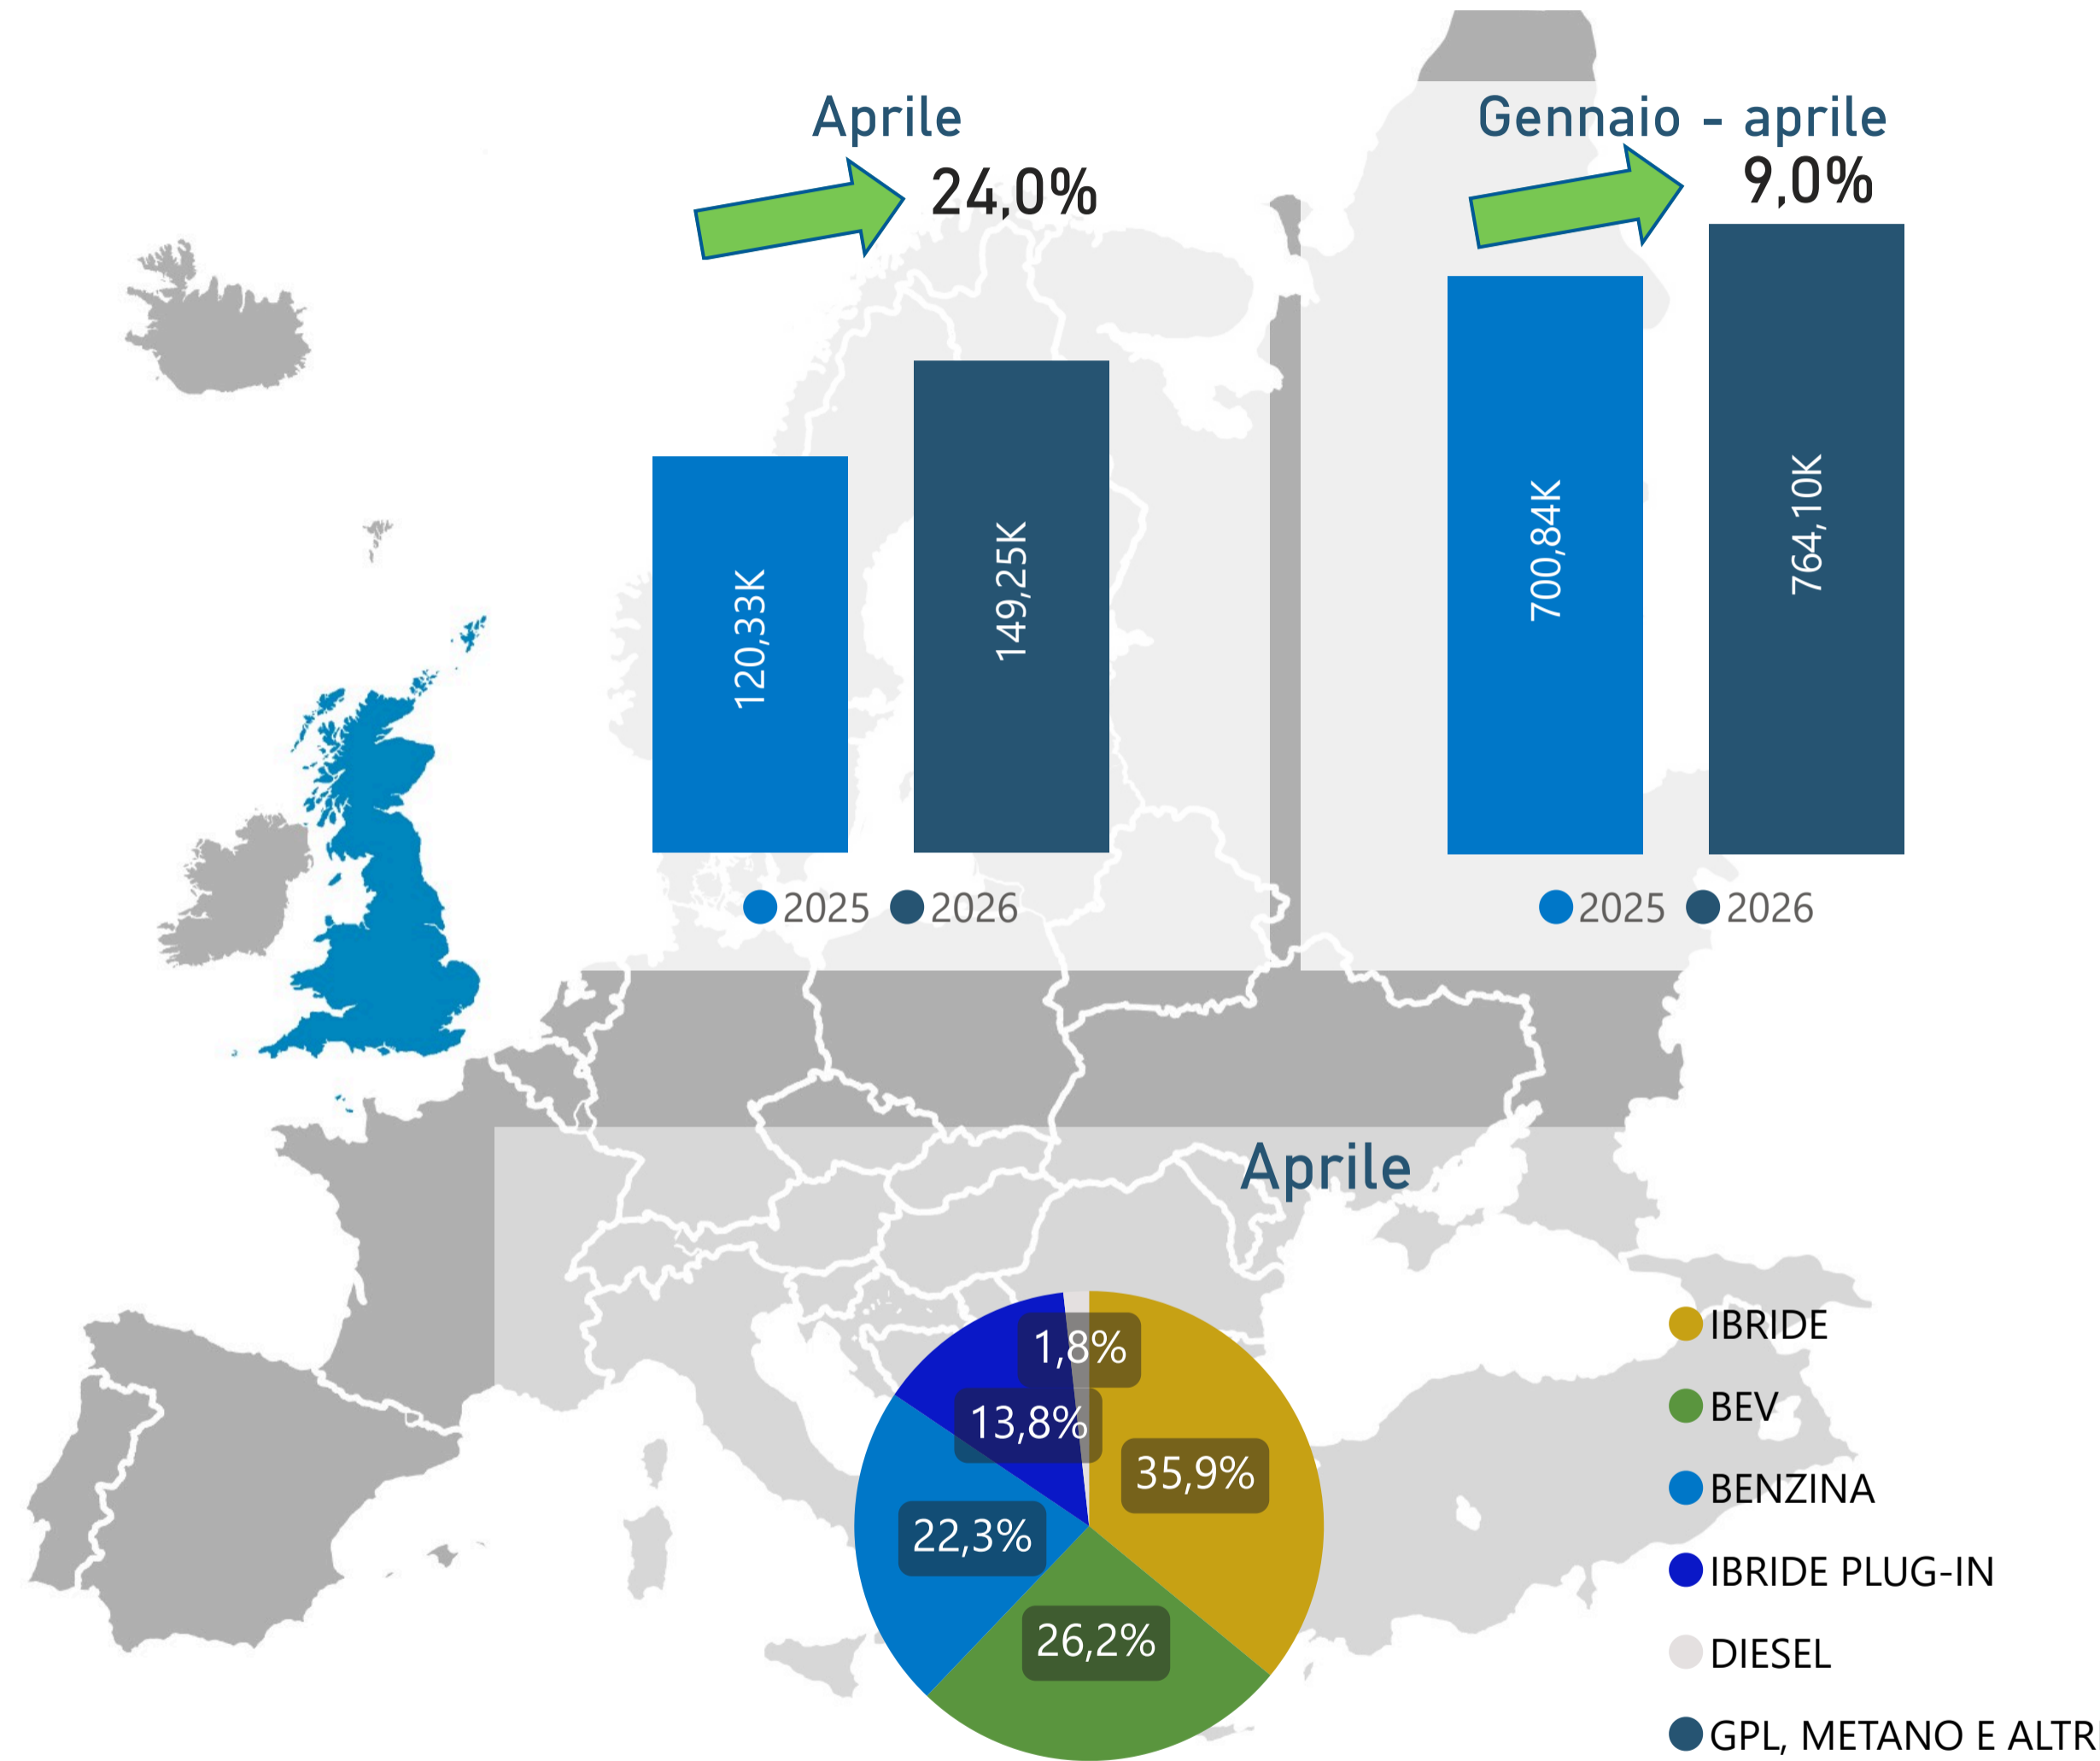 Aprile
24,0%
120,33K
149,25K
2025 2026
Gennaio - aprile
9,0%
700,84K
764,10K
2025 2026
Aprile
1,8%
13,8%
35,9%
22,3%
26,2%
IBRIDE
BEV
BENZINA
IBRIDE PLUG-IN
DIESEL
GPL, METANO E ALTRI